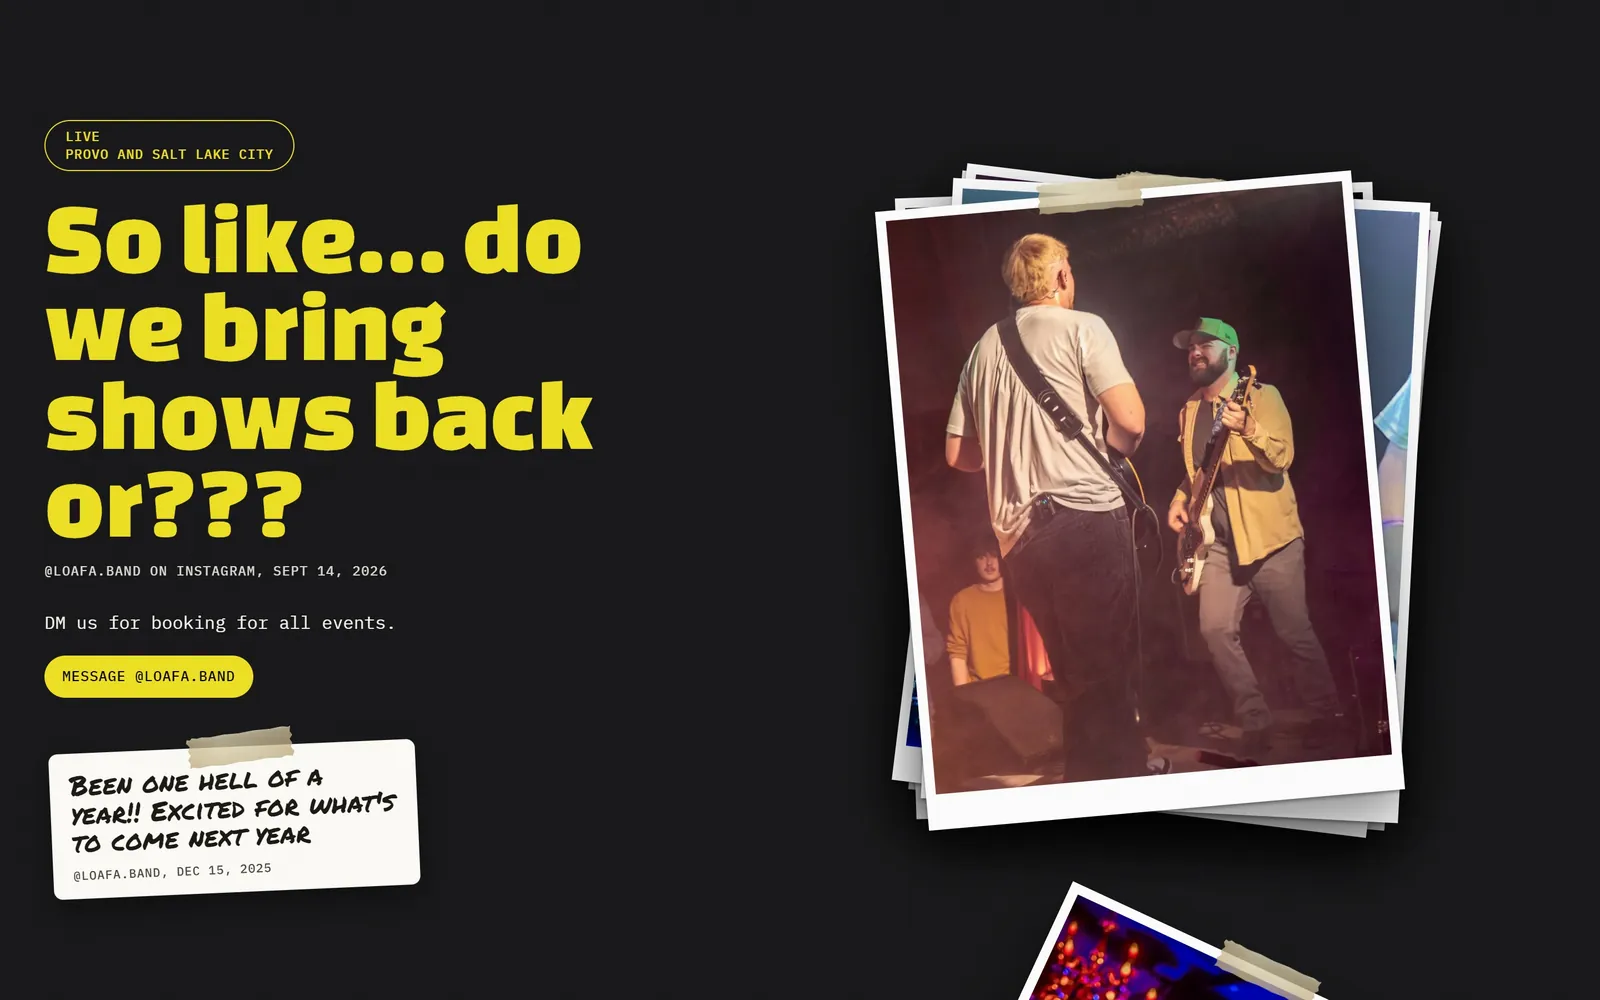 LIVE
PROVO AND SALT LAKE CITY
So like... do
we bring
shows back
or???
@LOAFA.BAND ON INSTAGRAM, SEPT 14, 2026
DM us for booking for all events.
MESSAGE @LOAFA.BAND
BEEN ONE HELL OF A
YEAR!! EXCITED FOR WHAT'S
TO COME NEXT YEAR
@LOAFA.BAND, DEC 15, 2025